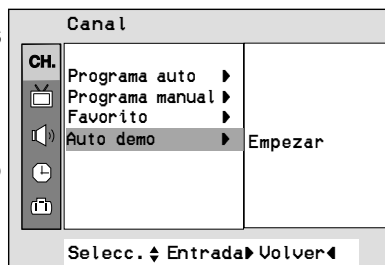 Canal
CH.
Programa auto
Programa manual
Favorito
Auto demo
Empezar
Selecc. Entrada Volver